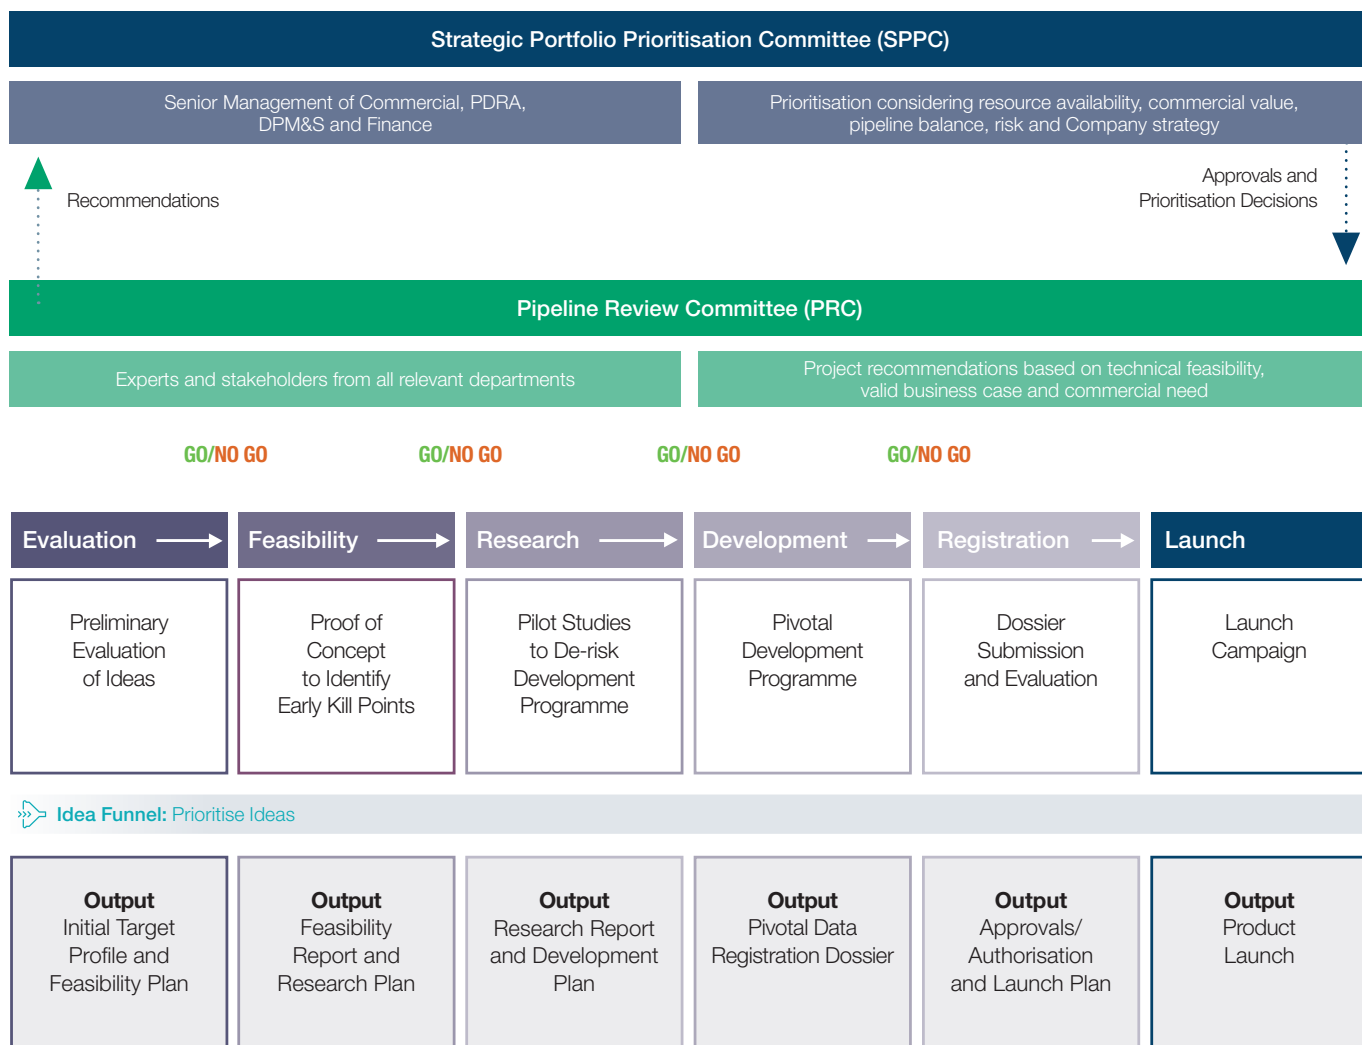 Strategic Portfolio Prioritisation Committee (SPPC)
Senior Management of Commercial, PDRA,
DPM&S and Finance
Prioritisation considering resource availability, commercial value,
pipeline balance, risk and Company strategy
Recommendations
Approvals and
Prioritisation Decisions
Pipeline Review Committee (PRC)
Experts and stakeholders from all relevant departments
Project recommendations based on technical feasibility,
valid business case and commercial need
GO/NO GO
GO/NO GO
GO/NO GO
GO/NO GO
Evaluation
Feasibility
Research
Development
Registration
Launch
Preliminary
Evaluation
of Ideas
Proof of
Concept
to Identify
Early Kill Points
Pilot Studies
to De-risk
Development
Programme
Pivotal
Development
Programme
Dossier
Submission
and Evaluation
Launch
Campaign
Idea Funnel: Prioritise Ideas
Output
Initial Target
Profile and
Feasibility Plan
Output
Feasibility
Report and
Research Plan
Output
Research Report
and Development
Plan
Output
Pivotal Data
Registration Dossier
Output
Approvals/
Authorisation
and Launch Plan
Output
Product
Launch